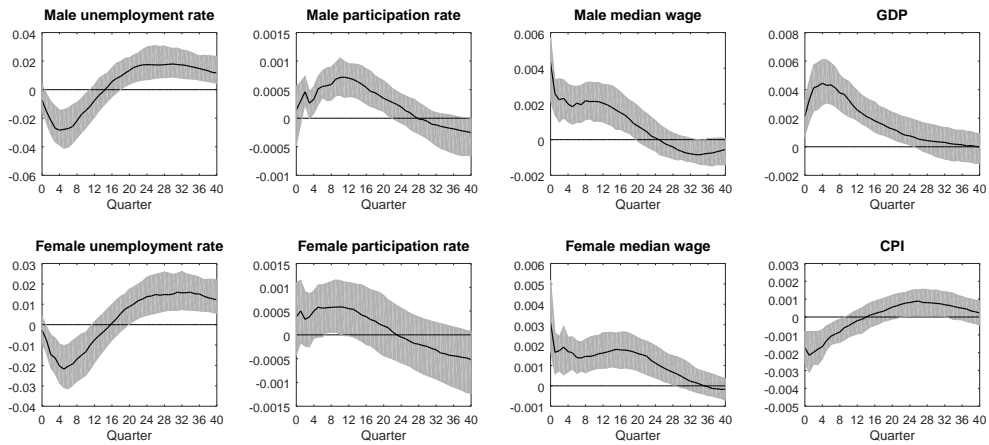 Male unemployment rate
0.04
0.02
0
-0.02
-0.04
-0.06
0 4 8 12 16 20 24 28 32 36 40
Quarter
Male participation rate
0.0015
0.001
0.0005
0
-0.0005
-0.001
0 4 8 12 16 20 24 28 32 36 40
Quarter
Male median wage
0.006
0.004
0.002
0
-0.002
0 4 8 12 16 20 24 28 32 36 40
Quarter
GDP
0.008
0.006
0.004
0.002
0
-0.002
0 4 8 12 16 20 24 28 32 36 40
Quarter
Female unemployment rate
0.03
0.02
0.01
0
-0.01
-0.02
-0.03
-0.04
0 4 8 12 16 20 24 28 32 36 40
Quarter
Female participation rate
0.0015
0.001
0.0005
0
-0.0005
-0.001
-0.0015
0 4 8 12 16 20 24 28 32 36 40
Quarter
Female median wage
0.006
0.005
0.003
0.002
0
-0.001
0 4 8 12 16 20 24 28 32 36 40
Quarter
CPI
0.003
0.002
0.001
0
-0.001
-0.002
-0.003
-0.004
-0.005
0 4 8 12 16 20 24 28 32 36 40
Quarter